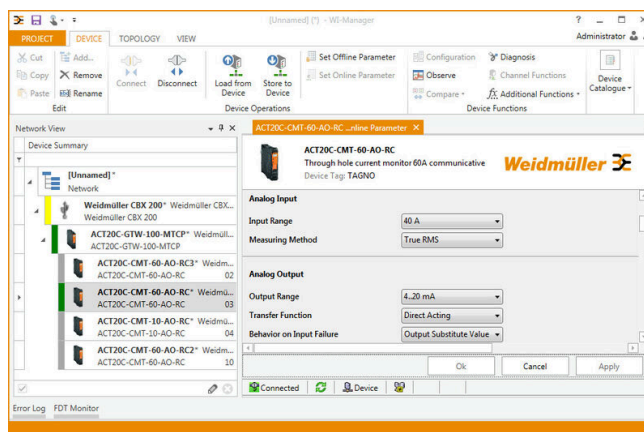 [Unnamed] (*) - WI-Manager
PROJECT DEVICE TOPOLOGY VIEW Administrator
Cut Add...
Copy Remove
Paste Rename
Edit
Connect Disconnect
Load from Device
Store to Device
Set Offline Parameter
Set Online Parameter
Device Operations
Configuration Diagnosis
Observe Channel Functions
Compare Additional Functions
Device Functions
Device Catalogue
Network View
Device Summary
[Unnamed]*
Network
Weidmüller CBX 200* Weidmüller CBX...
Weidmüller CBX 200
ACT20C-GTW-100-MTCP* Weidmüll...
ACT20C-GTW-100-MTCP
ACT20C-CMT-60-AO-RC3* Weidm...
ACT20C-CMT-60-AO-RC 02
ACT20C-CMT-60-AO-RC* Weidmü...
ACT20C-CMT-60-AO-RC 03
ACT20C-CMT-10-AO-RC* Weidmü...
ACT20C-CMT-10-AO-RC 04
ACT20C-CMT-60-AO-RC2* Weidm...
ACT20C-CMT-60-AO-RC 10
ACT20C-CMT-60-AO-RC ...nline Parameter
ACT20C-CMT-60-AO-RC
Through hole current monitor 60A communicative
Device Tag: TAGNO
Weidmüller
Analog Input
Input Range 40 A
Measuring Method True RMS
Analog Output
Output Range 4..20 mA
Transfer Function Direct Acting
Behavior on Input Failure Output Substitute Value
Ok Cancel Apply
Connected Device
Error Log FDT Monitor